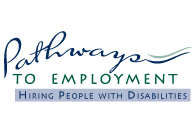 Pathways
TO EMPLOYMENT
HIRING PEOPLE WITH DISABILITIES